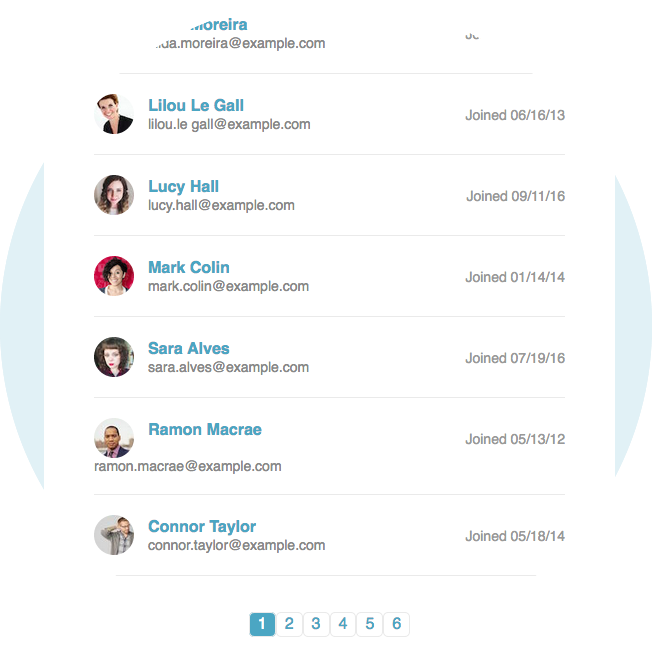 Moreira
da.moreira@example.com
Lilou Le Gall
lilou.le gall@example.com
Joined 06/16/13
Lucy Hall
lucy.hall@example.com
Joined 09/11/16
Mark Colin
mark.colin@example.com
Joined 01/14/14
Sara Alves
sara.alves@example.com
Joined 07/19/16
Ramon Macrae
Joined 05/13/12
ramon.macrae@example.com
Connor Taylor
connor.taylor@example.com
Joined 05/18/14
1 2 3 4 5 6